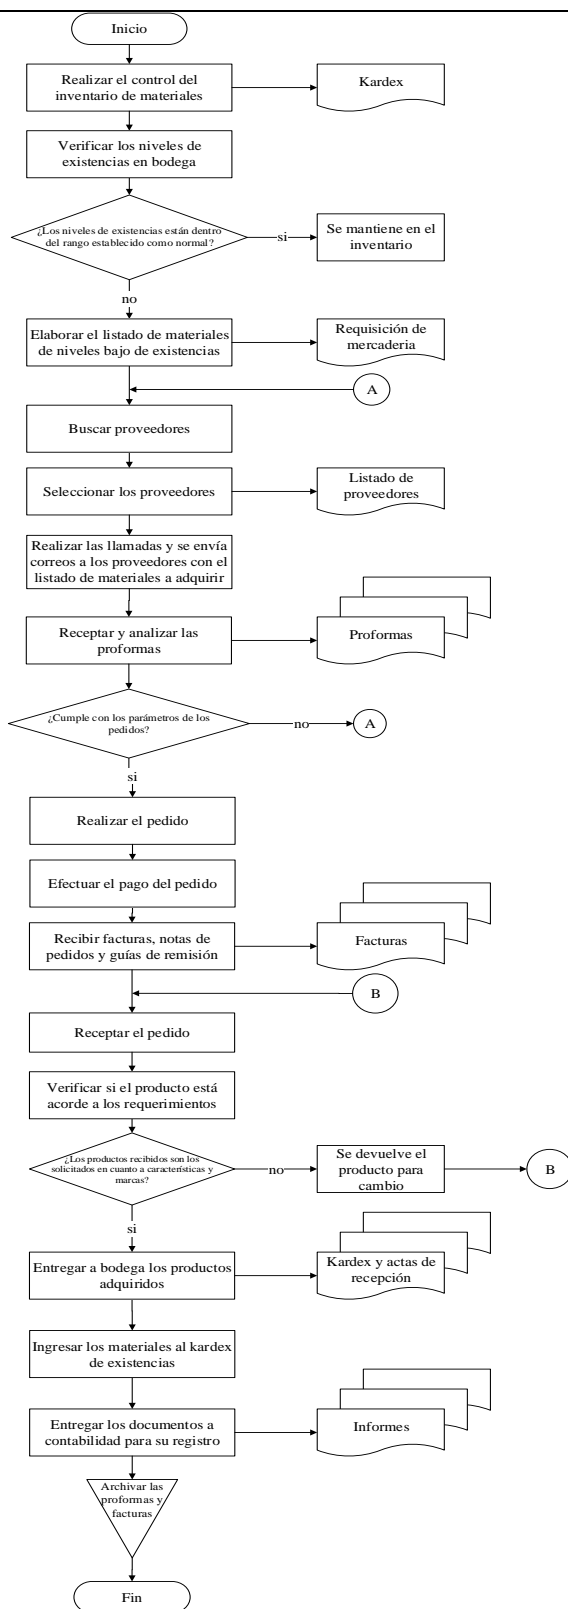 Inicio
Realizar el control del
inventario de materiales
Kardex
Verificar los niveles de
existencias en bodega
¿Los niveles de existencias están dentro
del rango establecido como normal?
si
Se mantiene en el
inventario
no
Elaborar el listado de materiales
de niveles bajo de existencias
Requisición de
mercaderia
A
Buscar proveedores
Seleccionar los proveedores
Listado de
proveedores
Realizar las llamadas y se envía
correos a los proveedores con el
listado de materiales a adquirir
Receptar y analizar las
proformas
Proformas
¿Cumple con los parámetros de los
pedidos?
no
A
si
Realizar el pedido
Efectuar el pago del pedido
Recibir facturas, notas de
pedidos y guías de remisión
Facturas
B
Receptar el pedido
Verificar si el producto está
acorde a los requerimientos
¿Los productos recibidos son los
solicitados en cuanto a características y
marcas?
no
Se devuelve el
producto para
cambio
B
si
Entregar a bodega los productos
adquiridos
Kardex y actas de
recepción
Ingresar los materiales al kardex
de existencias
Entregar los documentos a
contabilidad para su registro
Informes
Archivar las
proformas y
facturas
Fin